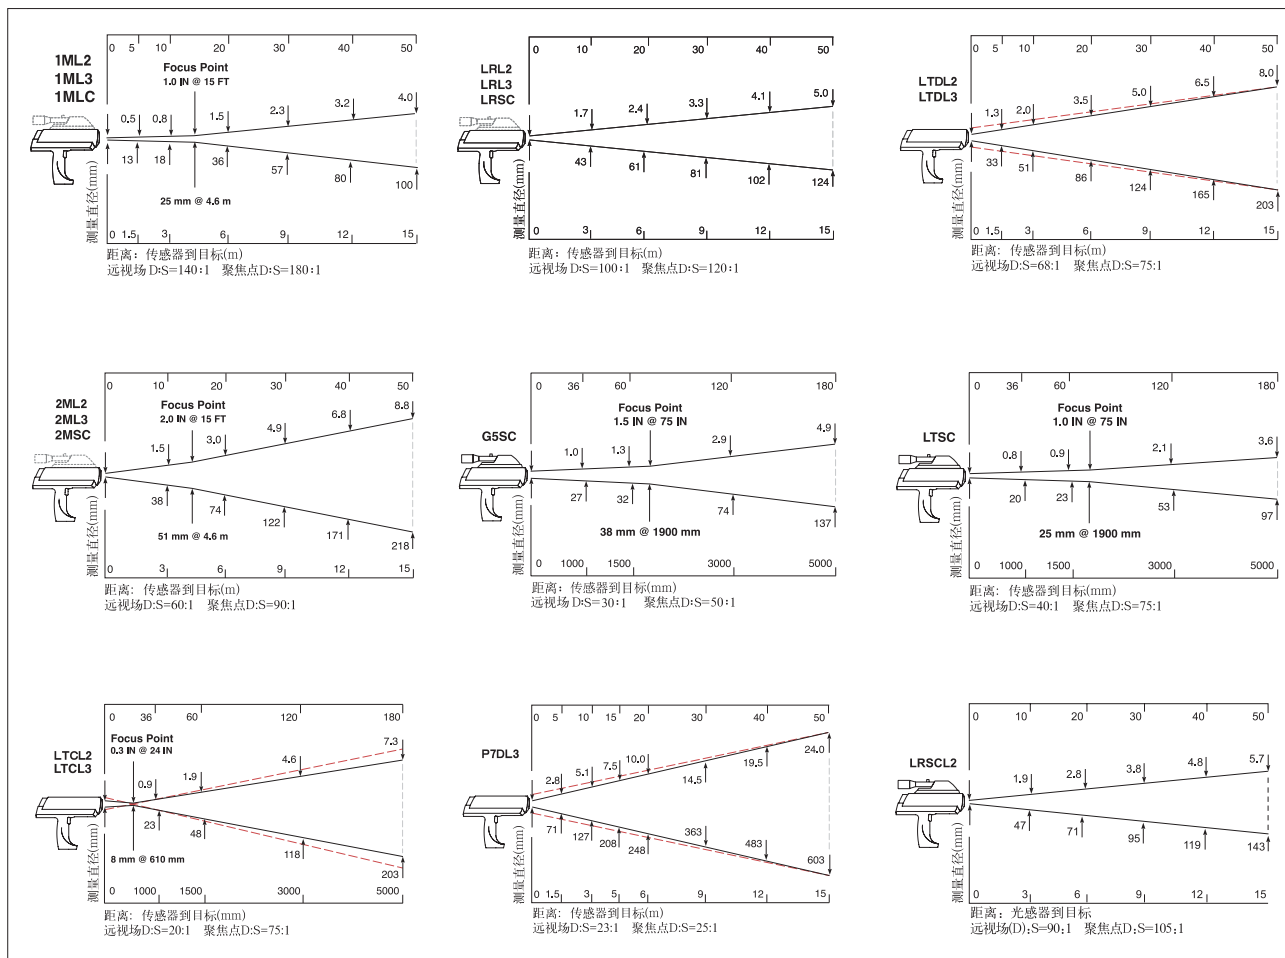 0 5 10 20 30 40 50
1ML2
1ML3
1MLC
Focus Point
1.0 IN @ 15 FT
0.5 0.8 1.5 2.3 3.2 4.0
13 18 36 57 80 100
25 mm @ 4.6 m
测量直径(mm)
0 1.5 3 6 9 12 15
距离: 传感器到目标(m)
远视场 D:S=140:1 聚焦点D:S=180:1
0 10 20 30 40 50
LRL2
LRL3
LRSC
1.7 2.4 3.3 4.1 5.0
43 61 81 102 124
测量直径(mm)
0 3 6 9 12 15
距离: 传感器到目标(m)
远视场 D:S=100:1 聚焦点D:S=120:1
0 5 10 20 30 40 50
LTDL2
LTDL3
1.3 2.0 3.5 5.0 6.5 8.0
33 51 86 124 165 203
测量直径(mm)
0 1.5 3 6 9 12 15
距离: 传感器到目标(m)
远视场D:S=68:1 聚焦点D:S=75:1
0 10 20 30 40 50
2ML2
2ML3
2MSC
Focus Point
2.0 IN @ 15 FT
1.5 3.0 4.9 6.8 8.8
38 74 122 171 218
51 mm @ 4.6 m
测量直径(mm)
0 3 6 9 12 15
距离: 传感器到目标(m)
远视场D:S=60:1 聚焦点D:S=90:1
0 36 60 120 180
G5SC
Focus Point
1.5 IN @ 75 IN
1.0 1.3 2.9 4.9
27 32 74 137
38 mm @ 1900 mm
测量直径(mm)
0 1000 1500 3000 5000
距离: 传感器到目标(mm)
远视场 D:S=30:1 聚焦点D:S=50:1
0 36 60 120 180
LTSC
Focus Point
1.0 IN @ 75 IN
0.8 0.9 2.1 3.6
20 23 53 97
25 mm @ 1900 mm
测量直径(mm)
0 1000 1500 3000 5000
距离: 传感器到目标(mm)
远视场D:S=40:1 聚焦点D:S=75:1
0 36 60 120 180
LTCL2
LTCL3
Focus Point
0.3 IN @ 24 IN
0.9 1.9 4.6 7.3
23 48 118 203
8 mm @ 610 mm
测量直径(mm)
0 1000 1500 3000 5000
距离: 传感器到目标(mm)
远视场D:S=20:1 聚焦点D:S=75:1
0 5 10 15 20 30 40 50
P7DL3
2.8 5.1 7.5 10.0 14.5 19.5 24.0
71 127 208 248 363 483 603
测量直径(mm)
0 1.5 3 5 6 9 12 15
距离: 传感器到目标(m)
远视场D:S=23:1 聚焦点D:S=25:1
0 10 20 30 40 50
LRSCL2
1.9 2.8 3.8 4.8 5.7
47 71 95 119 143
测量直径(mm)
0 3 6 9 12 15
距离: 光感器到目标
远视场(D):S=90:1 聚焦点D:S=105:1